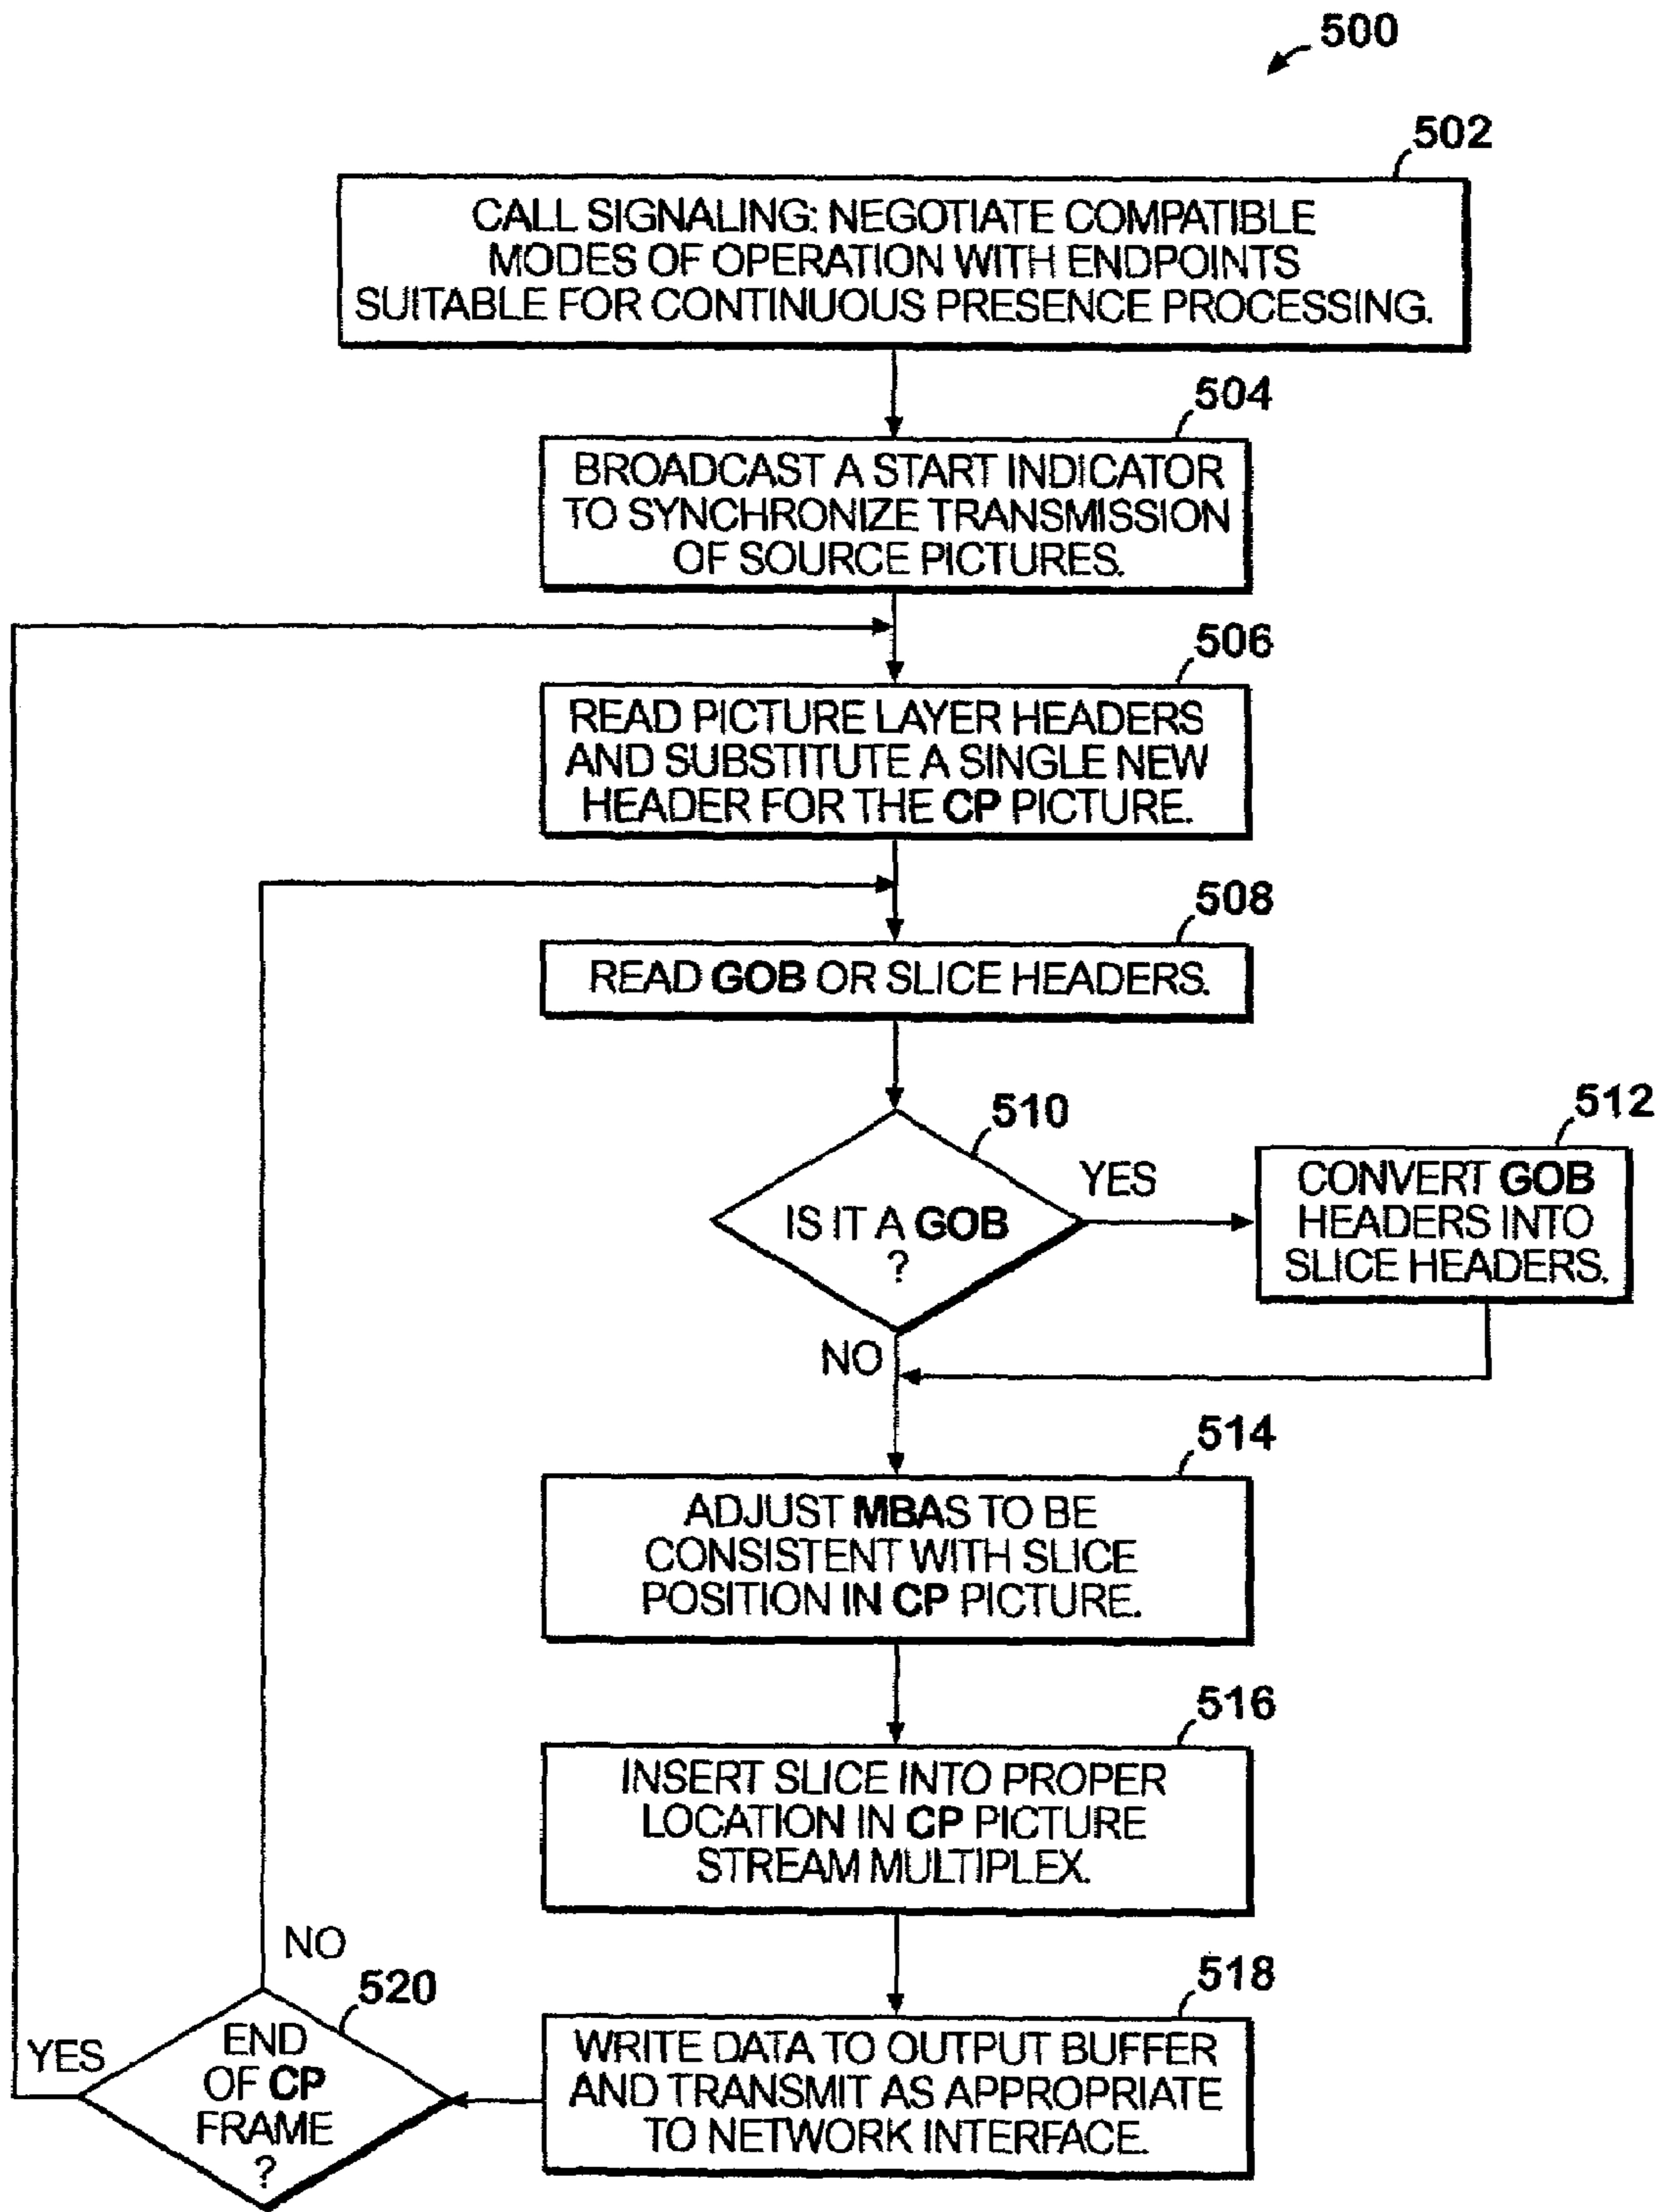 500
502
CALL SIGNALING: NEGOTIATE COMPATIBLE
MODES OF OPERATION WITH ENDPOINTS
SUITABLE FOR CONTINUOUS PRESENCE PROCESSING.
504
BROADCAST A START INDICATOR
TO SYNCHRONIZE TRANSMISSION
OF SOURCE PICTURES.
506
READ PICTURE LAYER HEADERS
AND SUBSTITUTE A SINGLE NEW
HEADER FOR THE CP PICTURE.
508
READ GOB OR SLICE HEADERS.
510
IS IT A GOB
?
YES
512
CONVERT GOB
HEADERS INTO
SLICE HEADERS.
NO
514
ADJUST MBAS TO BE
CONSISTENT WITH SLICE
POSITION IN CP PICTURE.
516
INSERT SLICE INTO PROPER
LOCATION IN CP PICTURE
STREAM MULTIPLEX.
518
WRITE DATA TO OUTPUT BUFFER
AND TRANSMIT AS APPROPRIATE
TO NETWORK INTERFACE.
520
END
OF CP
FRAME
?
NO
YES